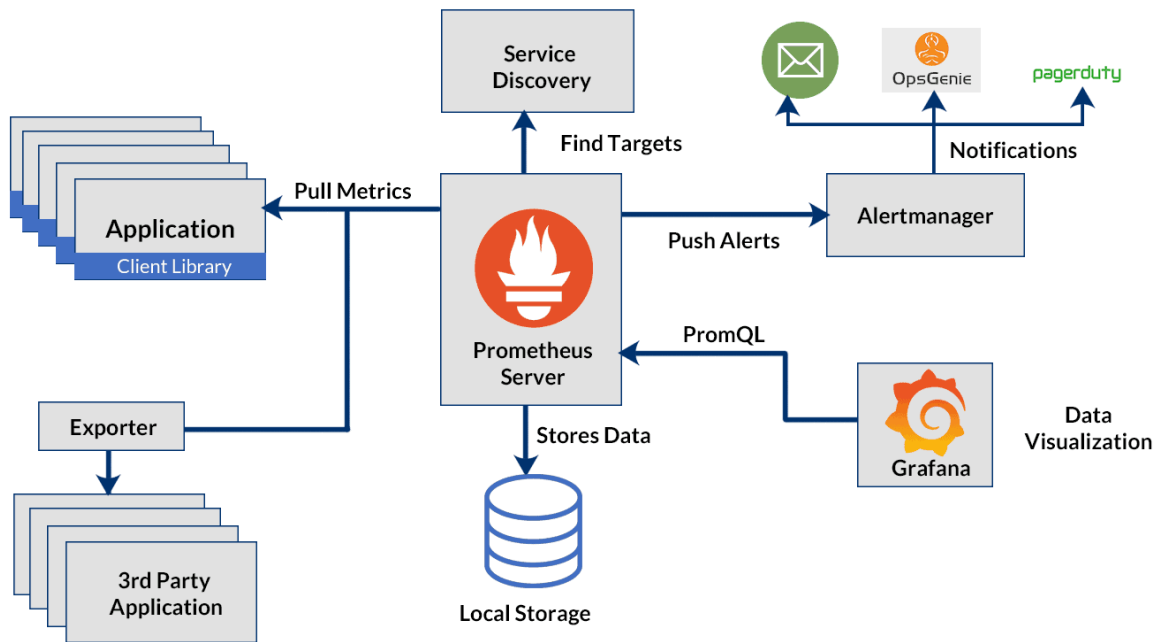 Service
Discovery
OpsGenie
pagerduty
Find Targets
Notifications
Pull Metrics
Application
Client Library
Alertmanager
Push Alerts
Prometheus
Server
PromQL
Exporter
Stores Data
Grafana
Data
Visualization
3rd Party
Application
Local Storage